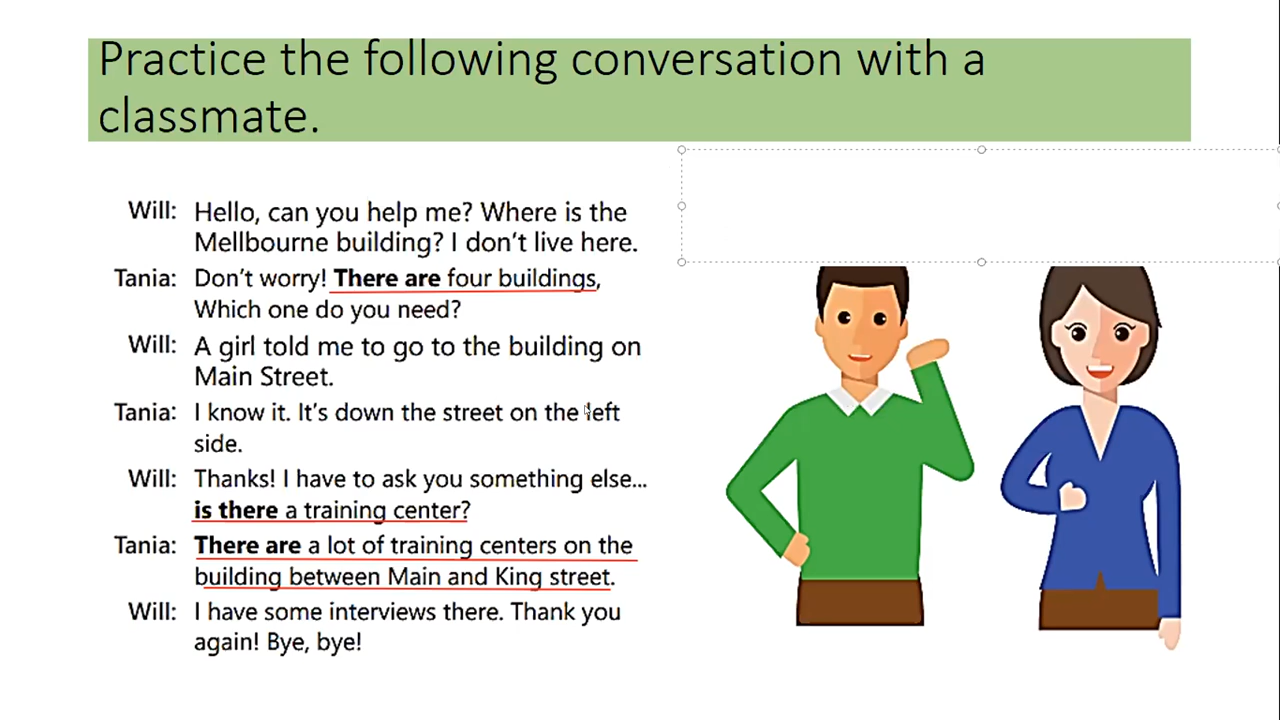 Practice the following conversation with a
classmate.
Will: Hello, can you help me? Where is the
Mellbourne building? I don't live here.
Tania: Don't worry! There are four buildings,
Which one do you need?
Will: A girl told me to go to the building on
Main Street.
Tania: I know it. It's down the street on the left
side.
Will: Thanks! I have to ask you something else...
is there a training center?
Tania: There are a lot of training centers on the
building between Main and King street.
Will: I have some interviews there. Thank you
again! Bye, bye!